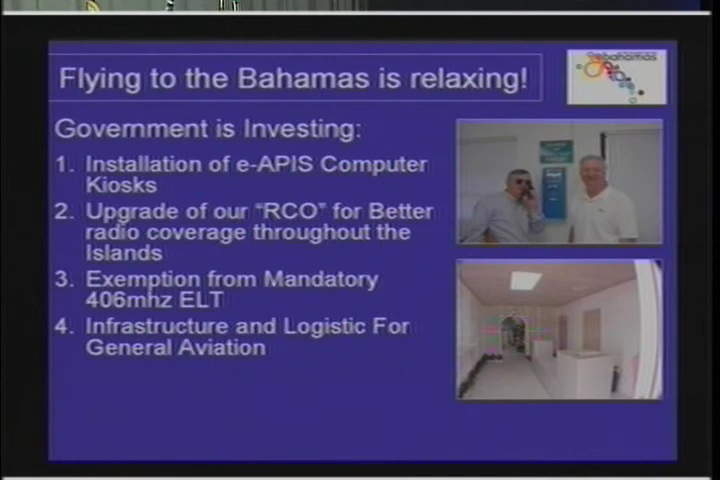 Flying to the Bahamas is relaxing!
bahamas
Government is Investing:
1. Installation of e-APIS Computer
Kiosks
2. Upgrade of our “RCO” for Better
radio coverage throughout the
Islands
3. Exemption from Mandatory
406mhz ELT
4. Infrastructure and Logistic For
General Aviation